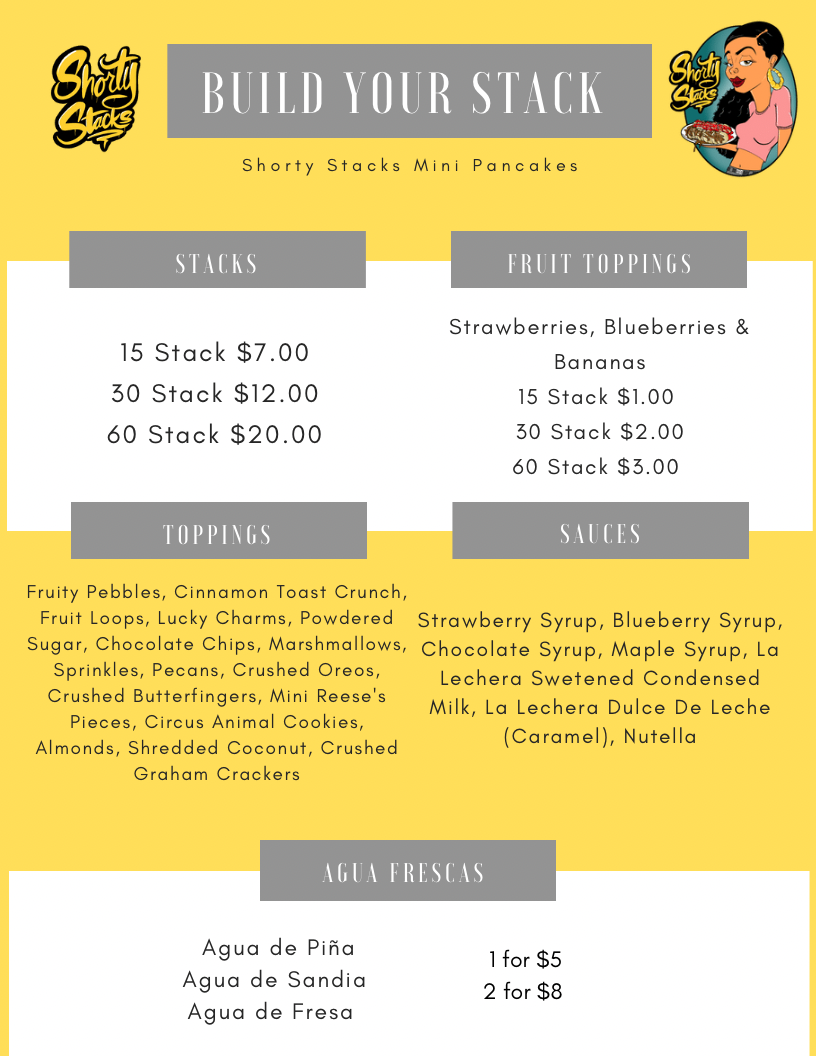 Shorty
Stacks
BUILD YOUR STACK
Shorty
Stacks
Shorty Stacks Mini Pancakes
STACKS
15 Stack $7.00
30 Stack $12.00
60 Stack $20.00
FRUIT TOPPINGS
Strawberries, Blueberries &
Bananas
15 Stack $1.00
30 Stack $2.00
60 Stack $3.00
TOPPINGS
Fruity Pebbles, Cinnamon Toast Crunch,
Fruit Loops, Lucky Charms, Powdered
Sugar, Chocolate Chips, Marshmallows,
Sprinkles, Pecans, Crushed Oreos,
Crushed Butterfingers, Mini Reese's
Pieces, Circus Animal Cookies,
Almonds, Shredded Coconut, Crushed
Graham Crackers
SAUCES
Strawberry Syrup, Blueberry Syrup,
Chocolate Syrup, Maple Syrup, La
Lechera Swetened Condensed
Milk, La Lechera Dulce De Leche
(Caramel), Nutella
AGUA FRESCAS
Agua de Piña
Agua de Sandia
Agua de Fresa
1 for $5
2 for $8